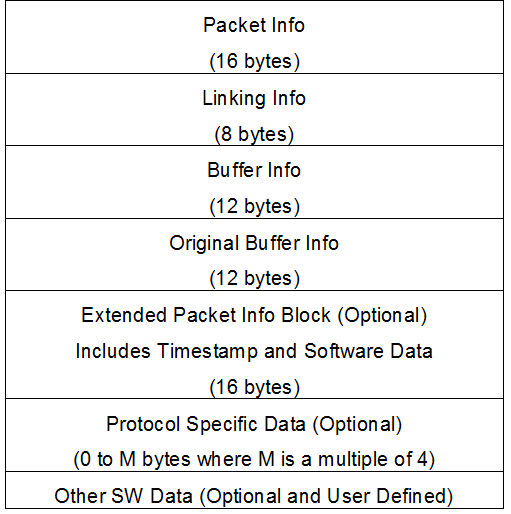 Packet Info
(16 bytes)
Linking Info
(8 bytes)
Buffer Info
(12 bytes)
Original Buffer Info
(12 bytes)
Extended Packet Info Block (Optional)
Includes Timestamp and Software Data
(16 bytes)
Protocol Specific Data (Optional)
(0 to M bytes where M is a multiple of 4)
Other SW Data (Optional and User Defined)